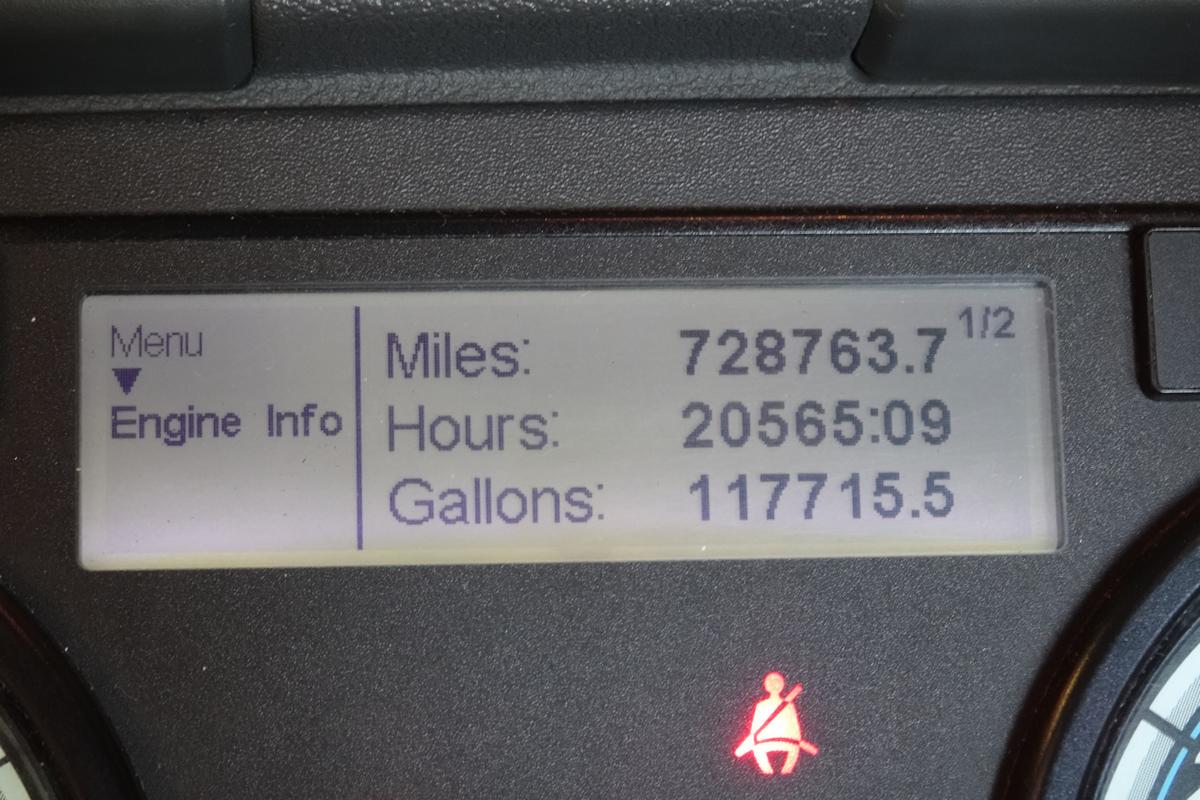 Menu
Engine Info
Miles: 728763.7 1/2
Hours: 20565:09
Gallons: 117715.5